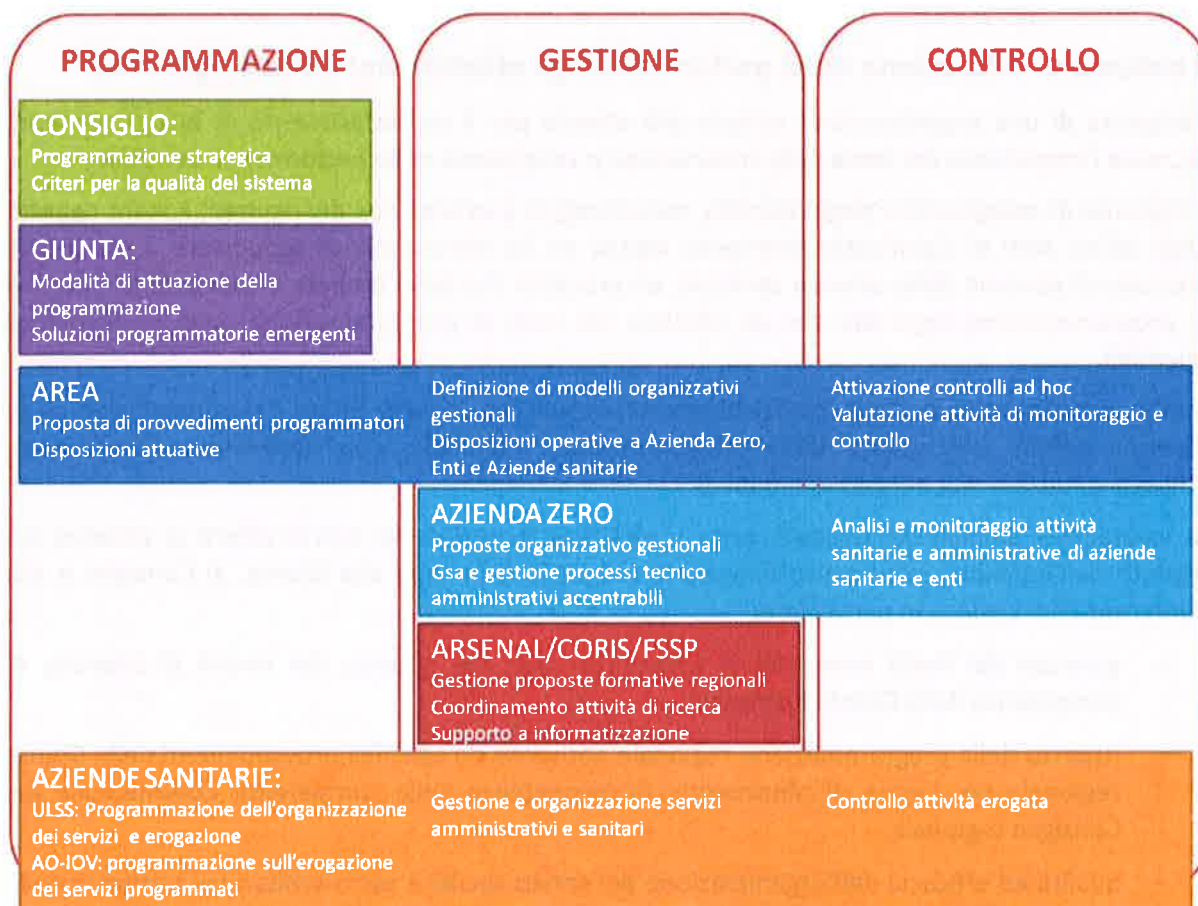 PROGRAMMAZIONE
GESTIONE
CONTROLLO
CONSIGLIO:
Programmazione strategica
Criteri per la qualità del sistema
GIUNTA:
Modalità di attuazione della
programmazione
Soluzioni programmatorie emergenti
AREA
Proposta di provvedimenti programmatori
Disposizioni attuative
Definizione di modelli organizzativi
gestionali
Disposizioni operative a Azienda Zero,
Enti e Aziende sanitarie
Attivazione controlli ad hoc
Valutazione attività di monitoraggio e
controllo
AZIENDA ZERO
Proposte organizzativo gestionali
Gsa e gestione processi tecnico
amministrativi accentrabili
Analisi e monitoraggio attività
sanitarie e amministrative di aziende
sanitarie e enti
ARSENAL/CORIS/FSSP
Gestione proposte formative regionali
Coordinamento attività di ricerca
Supporto a informatizzazione
AZIENDE SANITARIE:
ULSS: Programmazione dell'organizzazione
dei servizi e erogazione
AO-IOV: programmazione sull'erogazione
dei servizi programmati
Gestione e organizzazione servizi
amministrativi e sanitari
Controllo attività erogata